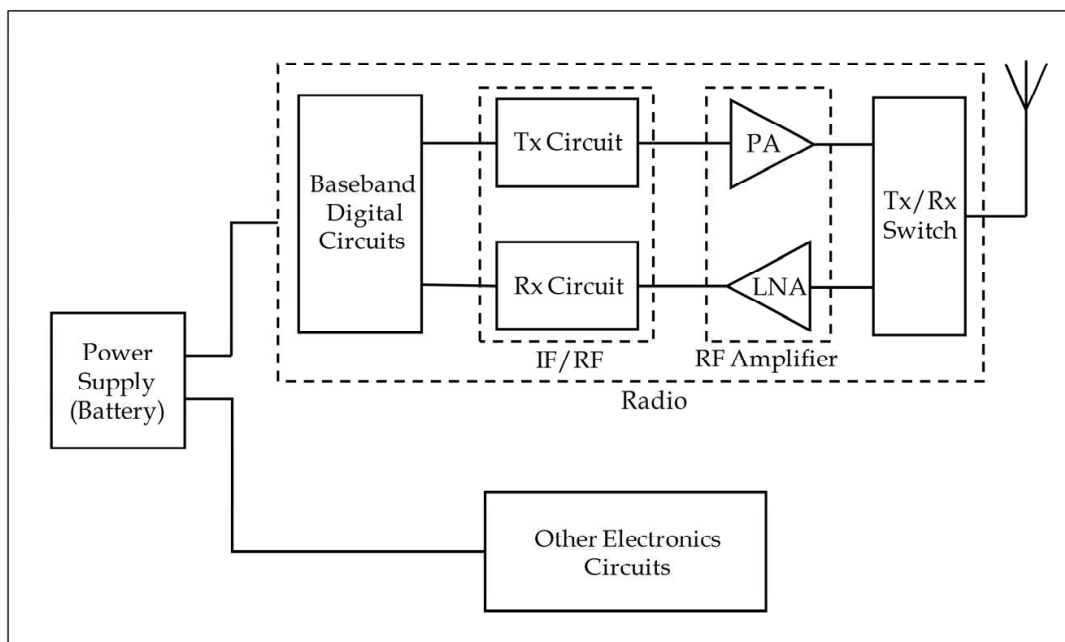 Baseband
Digital
Circuits
Tx Circuit
PA
Tx/Rx
Switch
Rx Circuit
LNA
IF/RF
RF Amplifier
Radio
Power
Supply
(Battery)
Other Electronics
Circuits